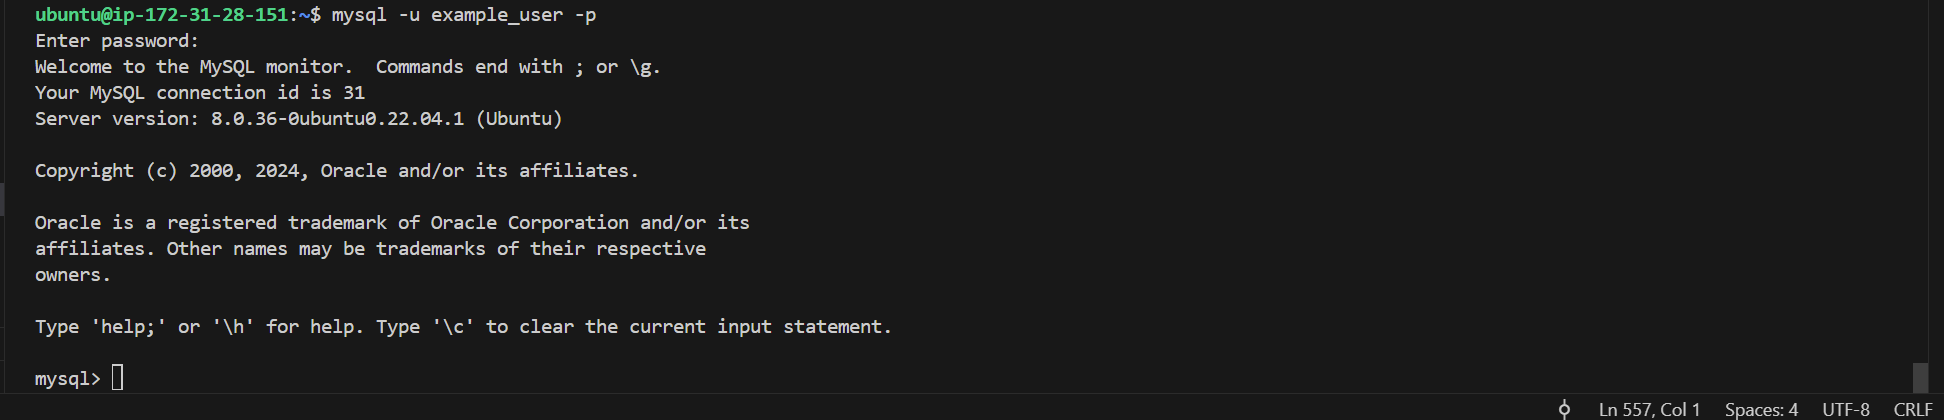 ubuntu@ip-172-31-28-151:~$ mysql -u example_user -p
Enter password:
Welcome to the MySQL monitor.  Commands end with ; or \g.
Your MySQL connection id is 31
Server version: 8.0.36-0ubuntu0.22.04.1 (Ubuntu)
Copyright (c) 2000, 2024, Oracle and/or its affiliates.
Oracle is a registered trademark of Oracle Corporation and/or its
affiliates. Other names may be trademarks of their respective
owners.
Type 'help;' or '\h' for help. Type '\c' to clear the current input statement.
mysql>
Ln 557, Col 1 Spaces: 4 UTF-8 CRLF